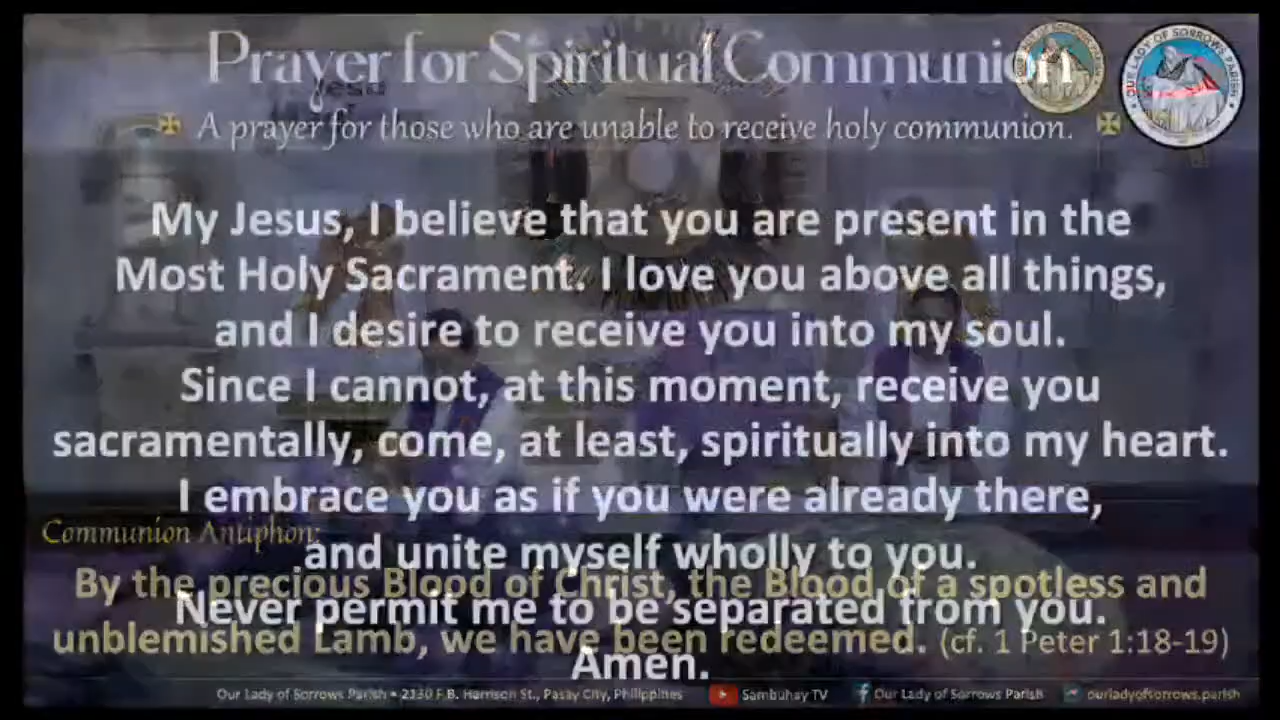 Prayer for Spiritual Communion
A prayer for those who are unable to receive holy communion.
OUR LADY OF SORROWS PARISH
My Jesus, I believe that you are present in the
Most Holy Sacrament. I love you above all things,
and I desire to receive you into my soul.
Since I cannot, at this moment, receive you
sacramentally, come, at least, spiritually into my heart.
I embrace you as if you were already there,
and unite myself wholly to you.
Never permit me to be separated from you.
Amen.
Communion Antiphon:
By the precious Blood of Christ, the Blood of a spotless and
unblemished Lamb, we have been redeemed. (cf. 1 Peter 1:18-19)
Our Lady of Sorrows Parish • 2130 F.B. Harrison St., Pasay City, Philippines
Sambuhay TV
Our Lady of Sorrows Parish
ourladyofsorrows.parish